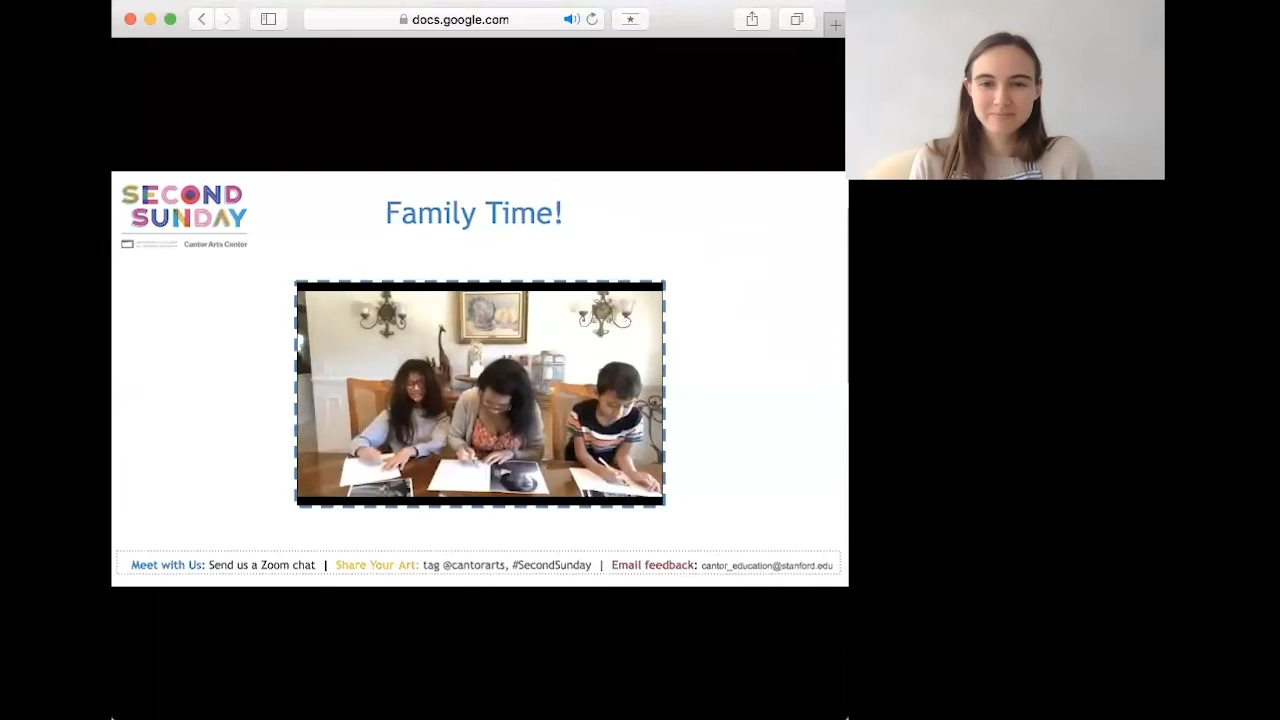 docs.google.com
SECOND
SUNDAY
Cantor Arts Center
Family Time!
Meet with Us: Send us a Zoom chat | Share Your Art: tag @cantorarts, #SecondSunday | Email feedback: cantor_education@stanford.edu